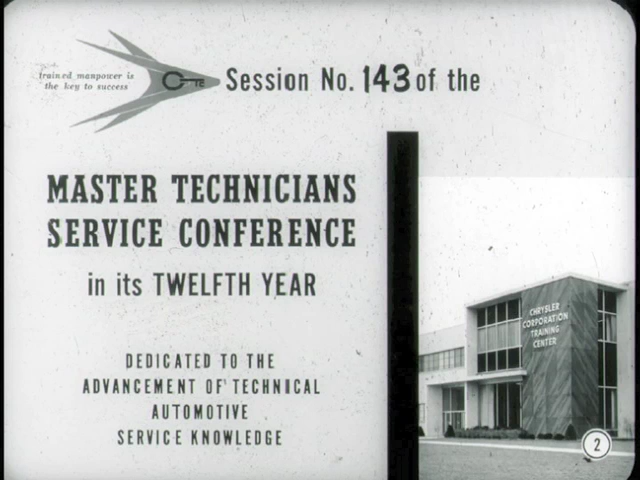 trained manpower is
the key to success
Session No. 143 of the
MASTER TECHNICIANS
SERVICE CONFERENCE
in its TWELFTH YEAR
DEDICATED TO THE
ADVANCEMENT OF TECHNICAL
AUTOMOTIVE
SERVICE KNOWLEDGE
CHRYSLER
CORPORATION
TRAINING
CENTER
2